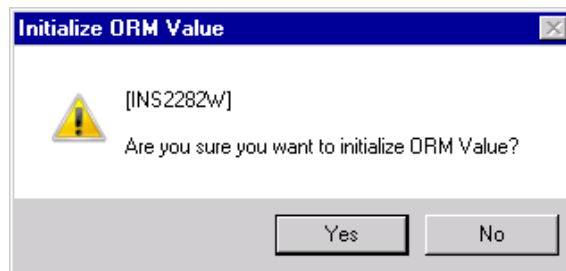 Initialize ORM Value
[INS2282W]
Are you sure you want to initialize ORM Value?
Yes
No